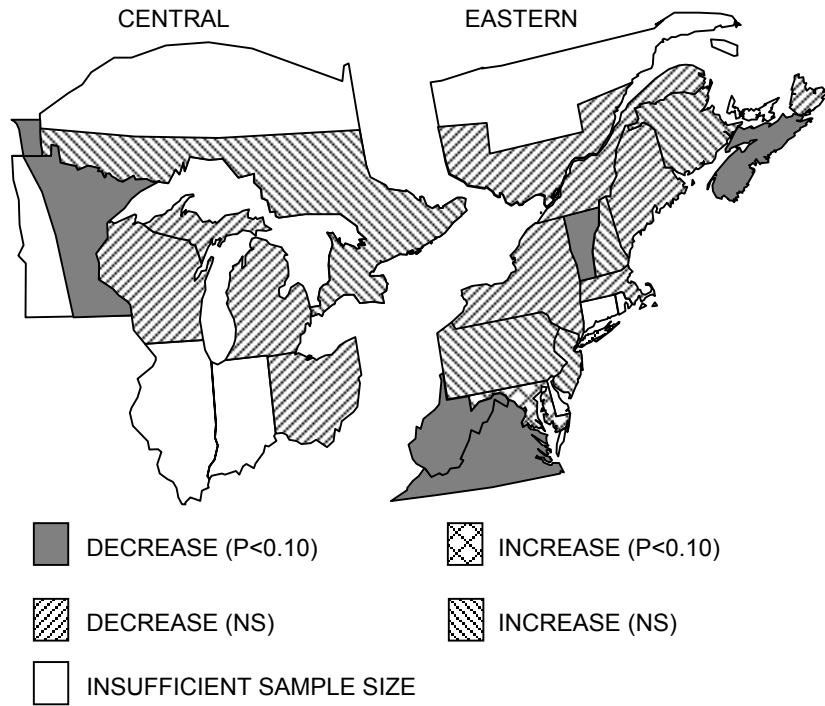 CENTRAL
EASTERN
DECREASE (P<0.10)
INCREASE (P<0.10)
DECREASE (NS)
INCREASE (NS)
INSUFFICIENT SAMPLE SIZE